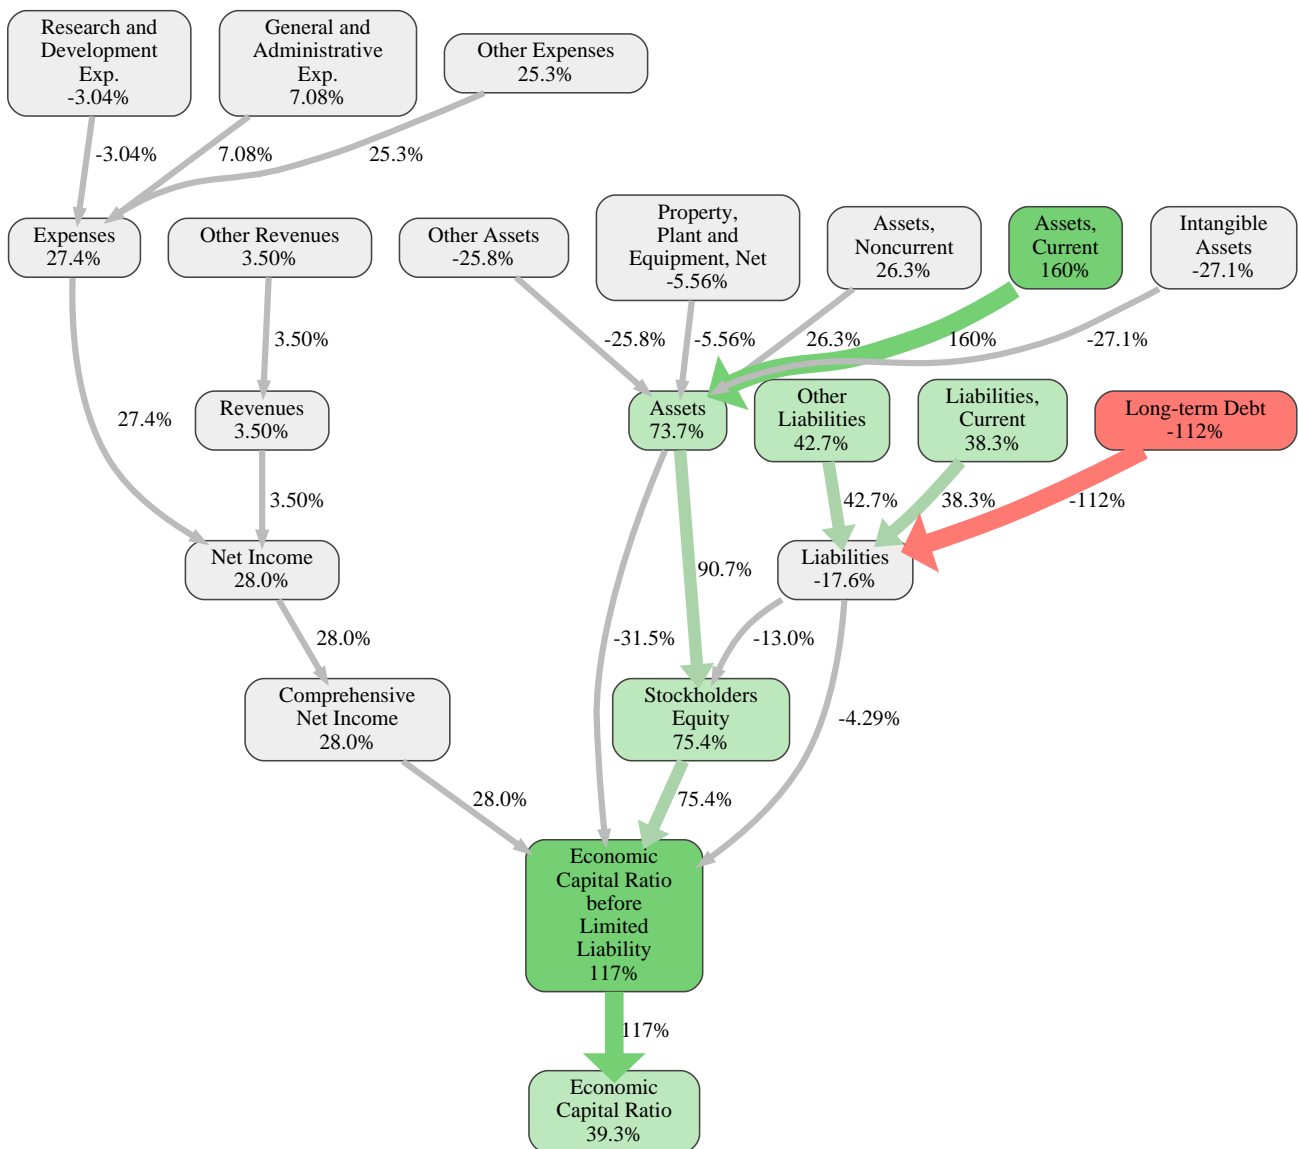 Research and
Development
Exp.
-3.04%
General and
Administrative
Exp.
7.08%
Other Expenses
25.3%
-3.04%
7.08%
25.3%
Expenses
27.4%
Other Revenues
3.50%
Other Assets
-25.8%
Property,
Plant and
Equipment, Net
-5.56%
Assets,
Noncurrent
26.3%
Assets,
Current
160%
Intangible
Assets
-27.1%
3.50%
-25.8%
-5.56%
26.3%
160%
-27.1%
27.4%
Revenues
3.50%
Assets
73.7%
Other
Liabilities
42.7%
Liabilities,
Current
38.3%
Long-term Debt
-112%
3.50%
90.7%
42.7%
38.3%
-112%
Net Income
28.0%
Liabilities
-17.6%
28.0%
-31.5%
-13.0%
-4.29%
Comprehensive
Net Income
28.0%
Stockholders
Equity
75.4%
28.0%
75.4%
Economic
Capital Ratio
before
Limited
Liability
117%
117%
Economic
Capital Ratio
39.3%